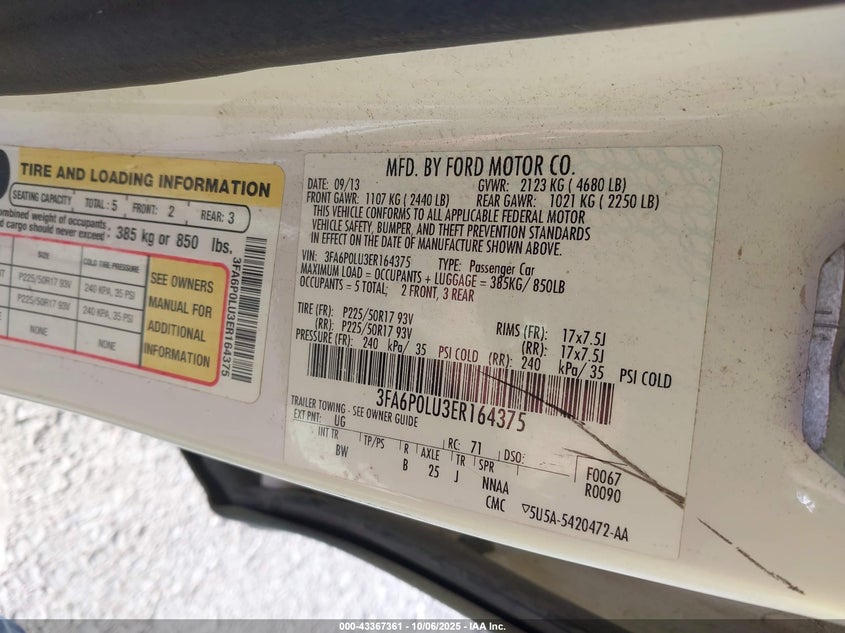 TIRE AND LOADING INFORMATION
SEATING CAPACITY TOTAL : 5 FRONT: 2 REAR: 3
combined weight of occupants
cargo should never exceed 385 kg or 850 lbs.
SIZE COLD TIRE PRESSURE
P225/50R17 93V 240 KPA, 35 PSI
P225/50R17 93V 240 KPA, 35 PSI
NONE NONE
SEE OWNERS
MANUAL FOR
ADDITIONAL
INFORMATION
3FA6P0LU3ER164375
MFD. BY FORD MOTOR CO.
DATE: 09/13 GVWR: 2123 KG ( 4680 LB)
FRONT GAWR: 1107 KG ( 2440 LB) REAR GAWR: 1021 KG ( 2250 LB)
THIS VEHICLE CONFORMS TO ALL APPLICABLE FEDERAL MOTOR
VEHICLE SAFETY, BUMPER, AND THEFT PREVENTION STANDARDS
IN EFFECT ON THE DATE OF MANUFACTURE SHOWN ABOVE.
VIN: 3FA6P0LU3ER164375 TYPE: Passenger Car
MAXIMUM LOAD = OCCUPANTS + LUGGAGE = 385KG/ 850LB
OCCUPANTS = 5 TOTAL; 2 FRONT, 3 REAR
TIRE (FR): P225/50R17 93V RIMS (FR): 17x7.5J
(RR): P225/50R17 93V (RR): 17x7.5J
PRESSURE (FR): 240 kPa/ 35 PSI COLD (RR): 240 kPa/ 35 PSI COLD
3FA6P0LU3ER164375
TRAILER TOWING - SEE OWNER GUIDE
EXT PNT: UG RC: 71 DSO:
INT TR TP/PS R AXLE TR SPR F0067
BW B 25 J NNAA R0090
CMC ▽5U5A-5420472-AA
000-43367361 - 10/06/2025 - IAA Inc.